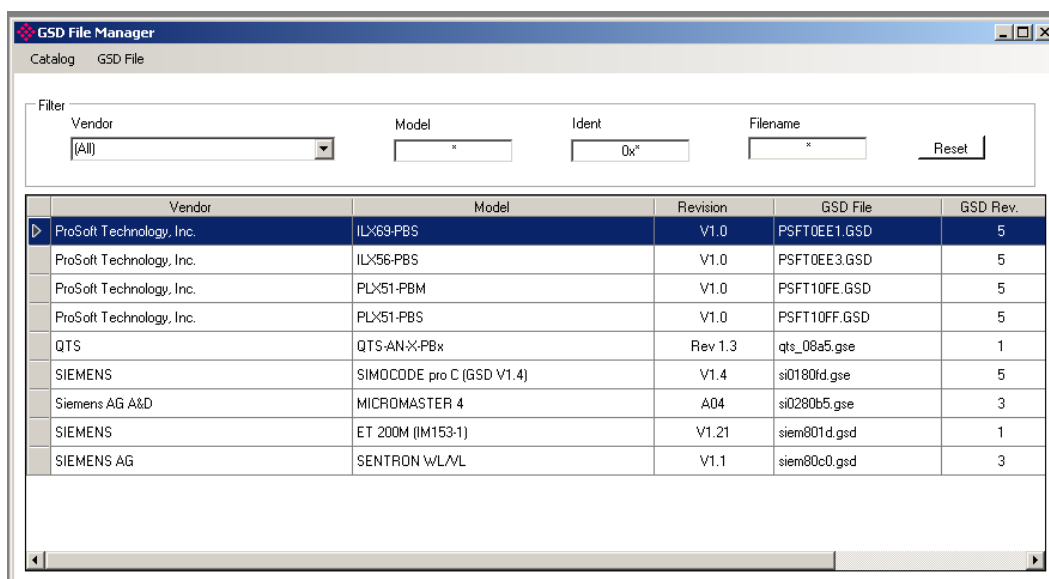 GSD File Manager
Catalog GSD File
Filter
Vendor Model Ident Filename
(All) * 0x* * Reset
Vendor Model Revision GSD File GSD Rev.
ProSoft Technology, Inc. ILX69-PBS V1.0 PSFT0EE1.GSD 5
ProSoft Technology, Inc. ILX56-PBS V1.0 PSFT0EE3.GSD 5
ProSoft Technology, Inc. PLX51-PBM V1.0 PSFT10FE.GSD 5
ProSoft Technology, Inc. PLX51-PBS V1.0 PSFT10FF.GSD 5
QTS QTS-AN-X-PBx Rev 1.3 qts_08a5.gse 1
SIEMENS SIMOCODE pro C (GSD V1.4) V1.4 si0180fd.gse 5
Siemens AG A&D MICROMASTER 4 A04 si0280b5.gse 3
SIEMENS ET 200M (IM153-1) V1.21 siem801d.gsd 1
SIEMENS AG SENTRON WL/VL V1.1 siem80c0.gsd 3